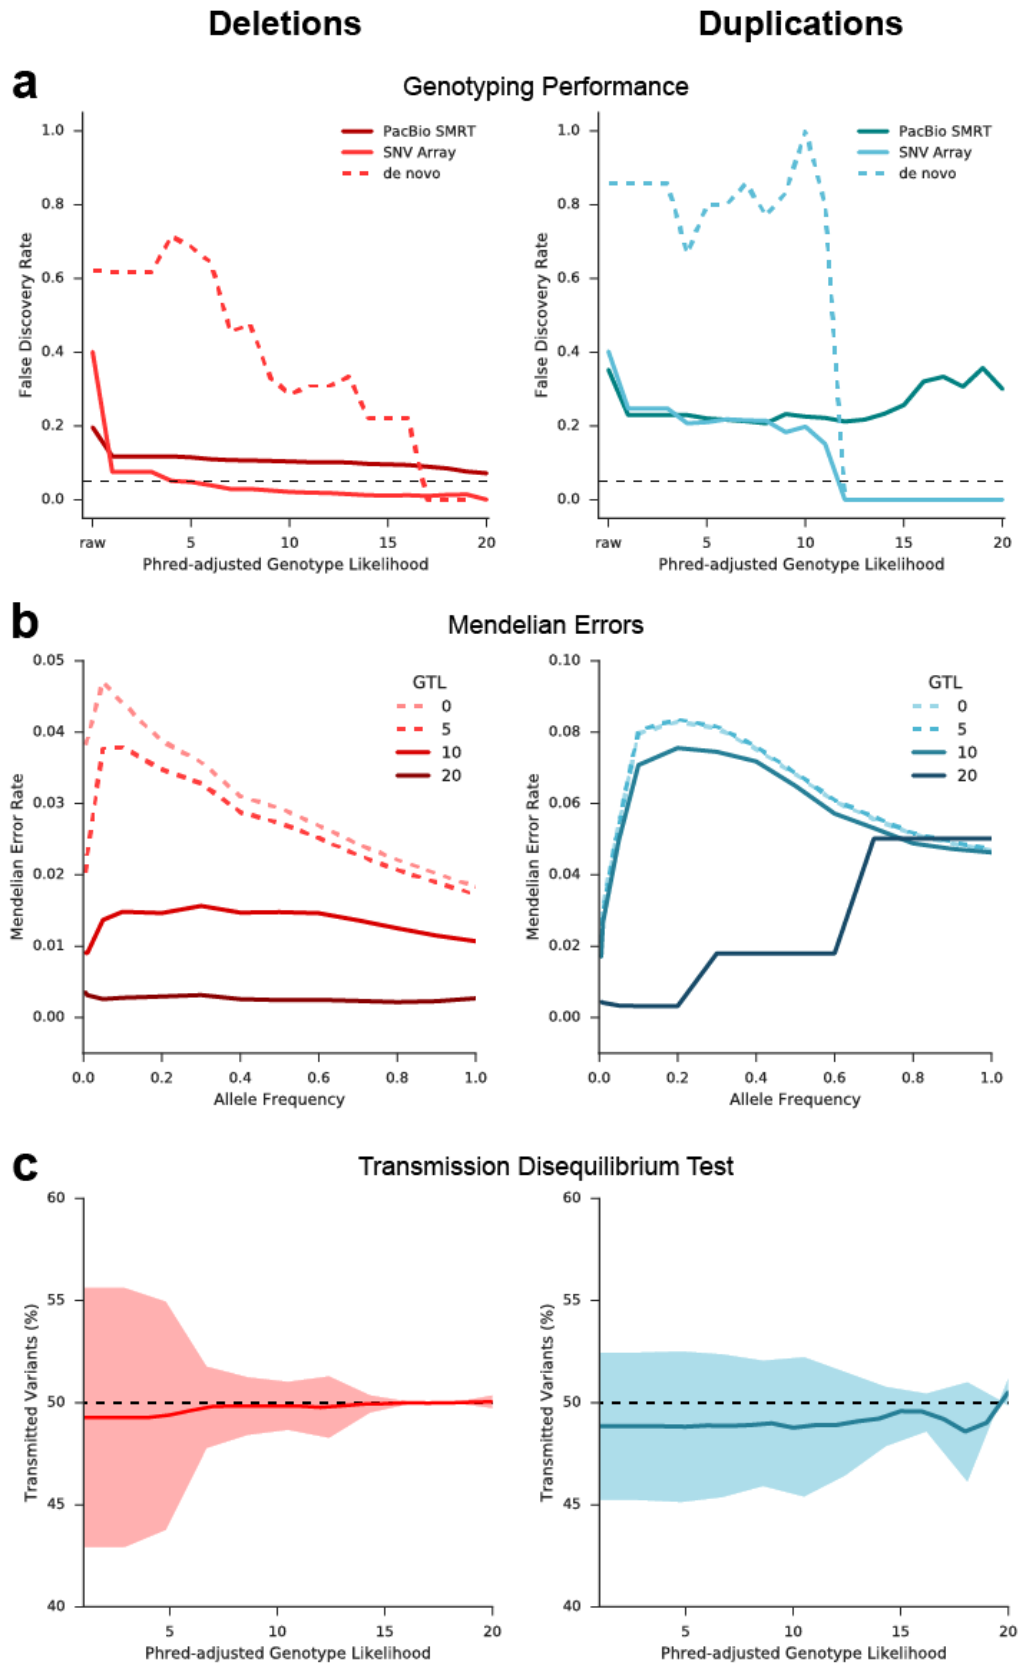 Deletions
Duplications
a
Genotyping Performance
1.0
0.8
0.6
0.4
0.2
0.0
False Discovery Rate
PacBio SMRT
SNV Array
de novo
raw 5 10 15 20
Phred-adjusted Genotype Likelihood
1.0
0.8
0.6
0.4
0.2
0.0
False Discovery Rate
PacBio SMRT
SNV Array
de novo
raw 5 10 15 20
Phred-adjusted Genotype Likelihood
b
Mendelian Errors
0.05
0.04
0.03
0.02
0.01
0.00
Mendelian Error Rate
GTL
0
5
10
20
0.0 0.2 0.4 0.6 0.8 1.0
Allele Frequency
0.10
0.08
0.06
0.04
0.02
0.00
Mendelian Error Rate
GTL
0
5
10
20
0.0 0.2 0.4 0.6 0.8 1.0
Allele Frequency
c
Transmission Disequilibrium Test
60
55
50
45
40
Transmitted Variants (%)
5 10 15 20
Phred-adjusted Genotype Likelihood
60
55
50
45
40
Transmitted Variants (%)
5 10 15 20
Phred-adjusted Genotype Likelihood